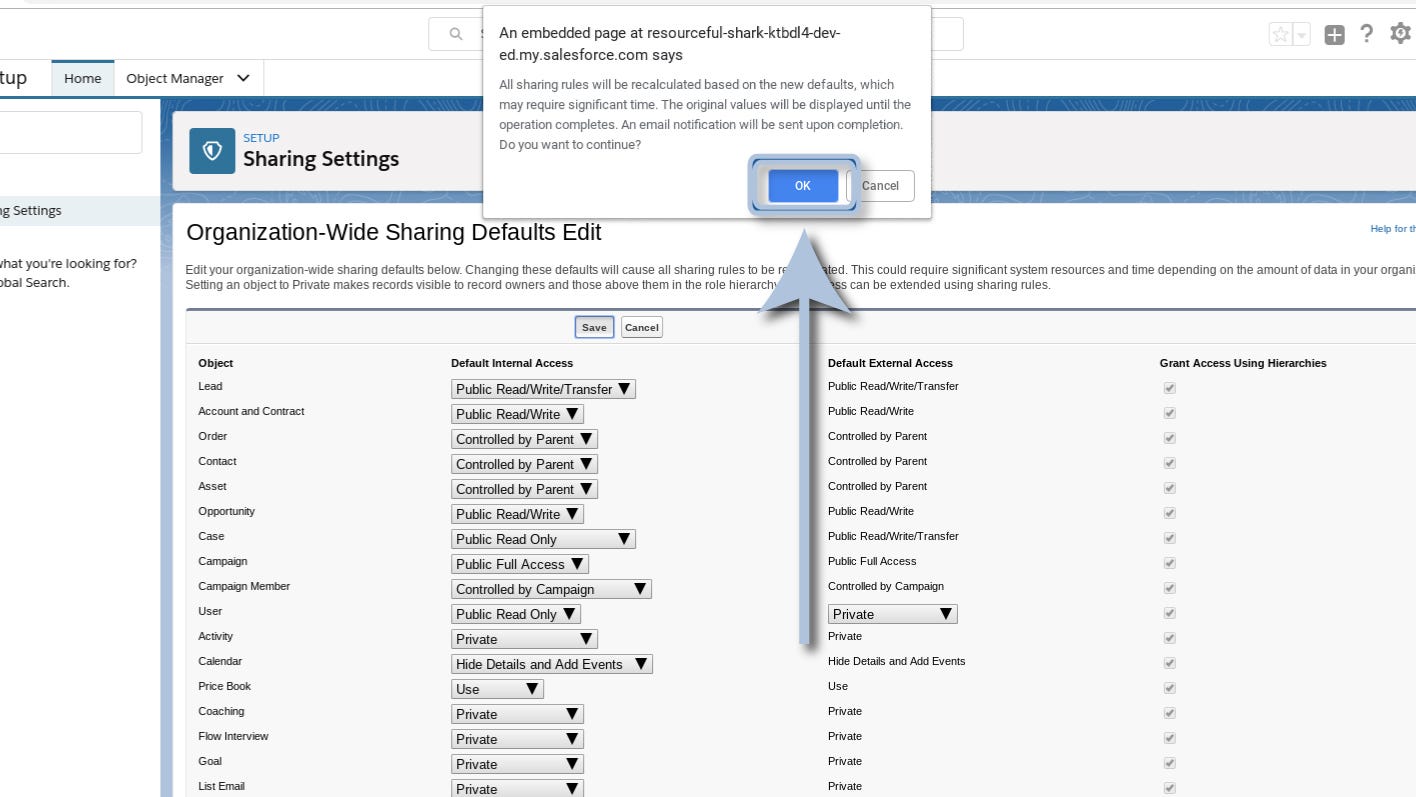 An embedded page at resourceful-shark-ktbdl4-dev-
ed.my.salesforce.com says
All sharing rules will be recalculated based on the new defaults, which
may require significant time. The original values will be displayed until the
operation completes. An email notification will be sent upon completion.
Do you want to continue?
OK Cancel
tup Home Object Manager
SETUP
Sharing Settings
ng Settings
what you're looking for?
obal Search.
Organization-Wide Sharing Defaults Edit
Help for th
Edit your organization-wide sharing defaults below. Changing these defaults will cause all sharing rules to be This could require significant system resources and time depending on the amount of data in your organi
Setting an object to Private makes records visible to record owners and those above them in the role hierarchy can be extended using sharing rules.
Save Cancel
Object Default Internal Access Default External Access Grant Access Using Hierarchies
Lead Public Read/Write/Transfer Public Read/Write/Transfer
Account and Contract Public Read/Write Public Read/Write
Order Controlled by Parent Controlled by Parent
Contact Controlled by Parent Controlled by Parent
Asset Controlled by Parent Controlled by Parent
Opportunity Public Read/Write Public Read/Write
Case Public Read Only Public Read/Write/Transfer
Campaign Public Full Access Public Full Access
Campaign Member Controlled by Campaign Controlled by Campaign
User Public Read Only Private
Activity Private Private
Calendar Hide Details and Add Events Hide Details and Add Events
Price Book Use Use
Coaching Private Private
Flow Interview Private Private
Goal Private Private
List Email Private Private